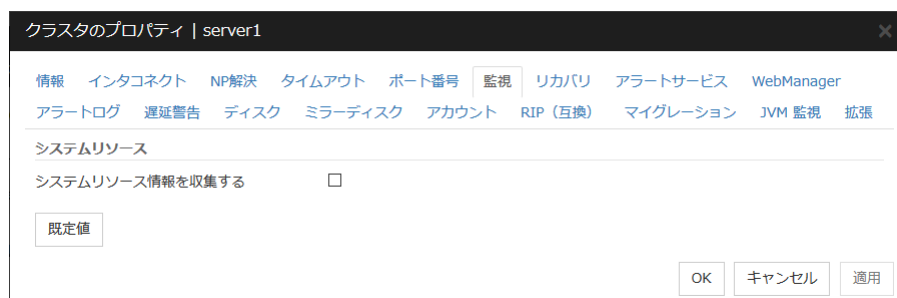 クラスタのプロパティ | server1
情報 インタコネクト NP解決 タイムアウト ポート番号 監視 リカバリ アラートサービス WebManager
アラートログ 遅延警告 ディスク ミラーディスク アカウント RIP（互換） マイグレーション JVM 監視 拡張
システムリソース
システムリソース情報を収集する
既定値
OK キャンセル 適用